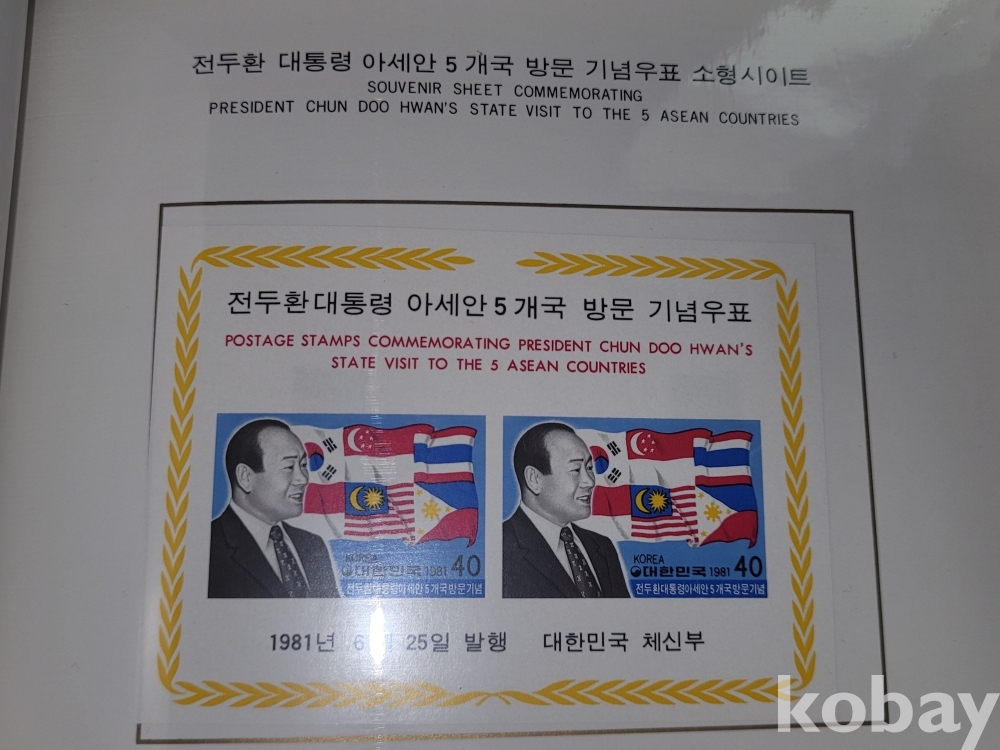 전두환 대통령 아세안 5 개국 방문 기념우표 소형시이트
SOUVENIR SHEET COMMEMORATING
PRESIDENT CHUN DOO HWAN'S STATE VISIT TO THE 5 ASEAN COUNTRIES
전두환대통령 아세안 5 개국 방문 기념우표
POSTAGE STAMPS COMMEMORATING PRESIDENT CHUN DOO HWAN'S
STATE VISIT TO THE 5 ASEAN COUNTRIES
KOREA
대한민국 1981 40
전두환대통령아세안5개국방문기념
KOREA
대한민국 1981 40
전두환대통령아세안5개국방문기념
1981년 6월 25일 발행 대한민국 체신부
kobay